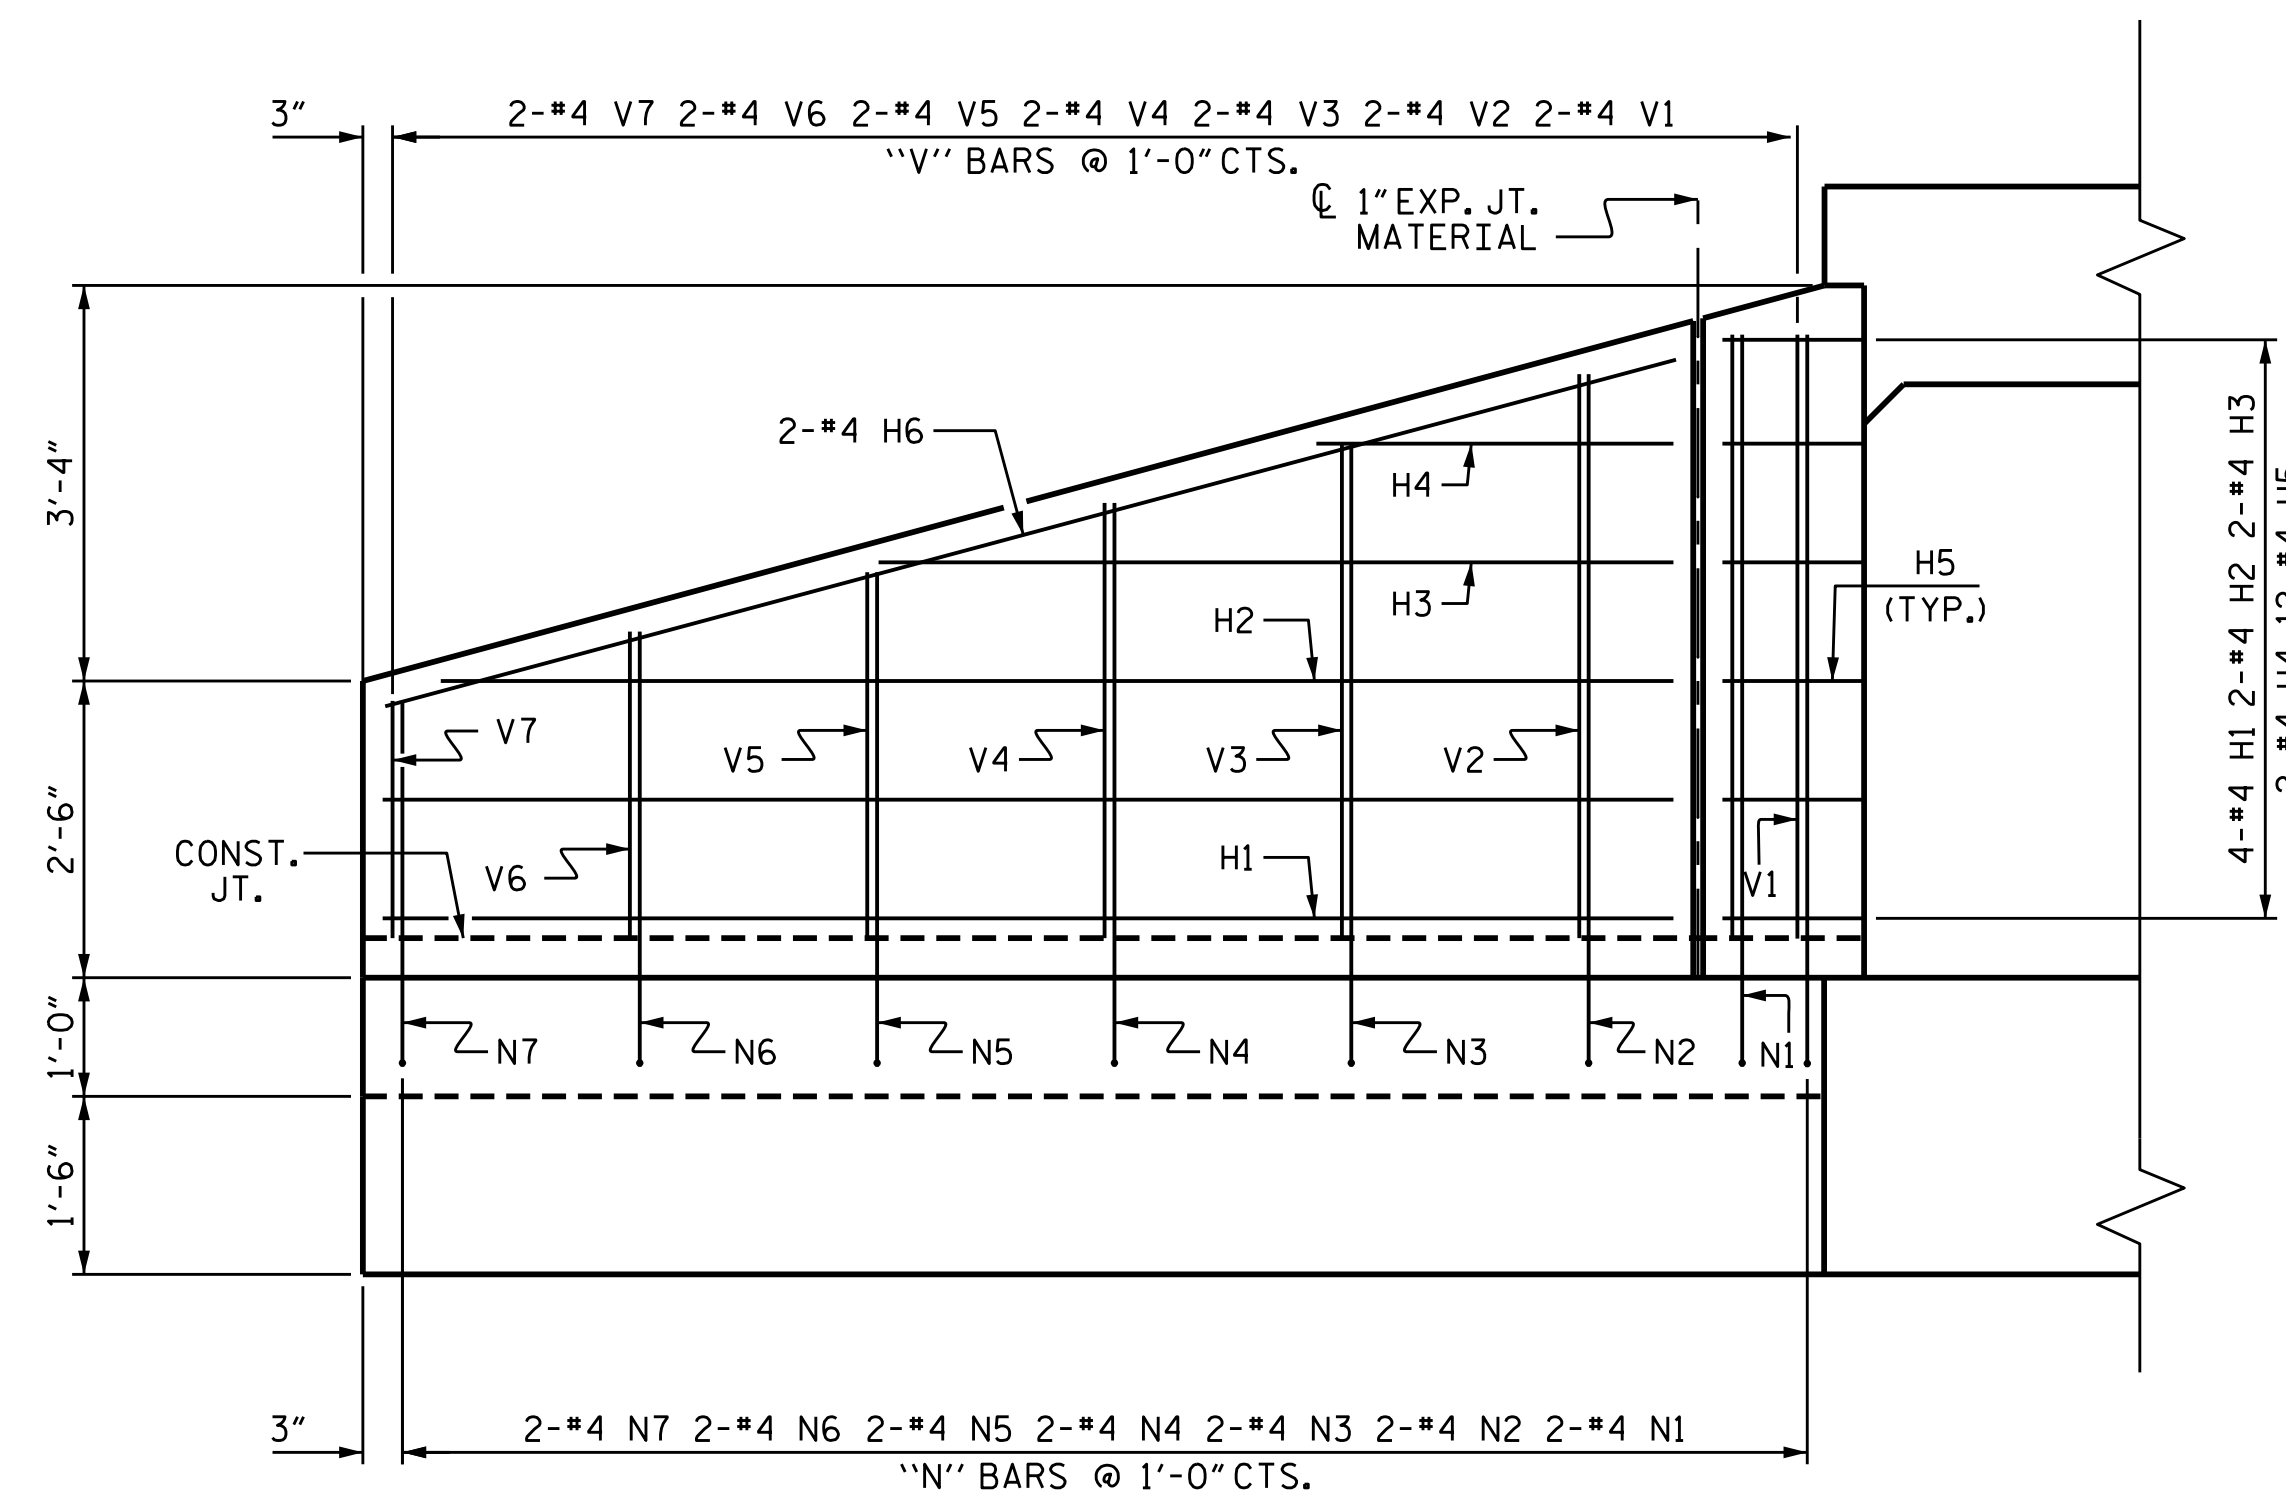 3" 2-#4 V7 2-#4 V6 2-#4 V5 2-#4 V4 2-#4 V3 2-#4 V2 2-#4 V1
''V'' BARS @ 1'-0" CTS.
℄ 1" EXP. JT.
MATERIAL
3'-4"
2-#4 H6
H4
H3
H2
H5
(TYP.)
4-#4 H1 2-#4 H2 2-#4 H3
V7
V5
V4
V3
V2
2'-6"
CONST.
JT.
V6
H1
V1
1'-0"
N7
N6
N5
N4
N3
N2
N1
1'-6"
3" 2-#4 N7 2-#4 N6 2-#4 N5 2-#4 N4 2-#4 N3 2-#4 N2 2-#4 N1
''N'' BARS @ 1'-0" CTS.